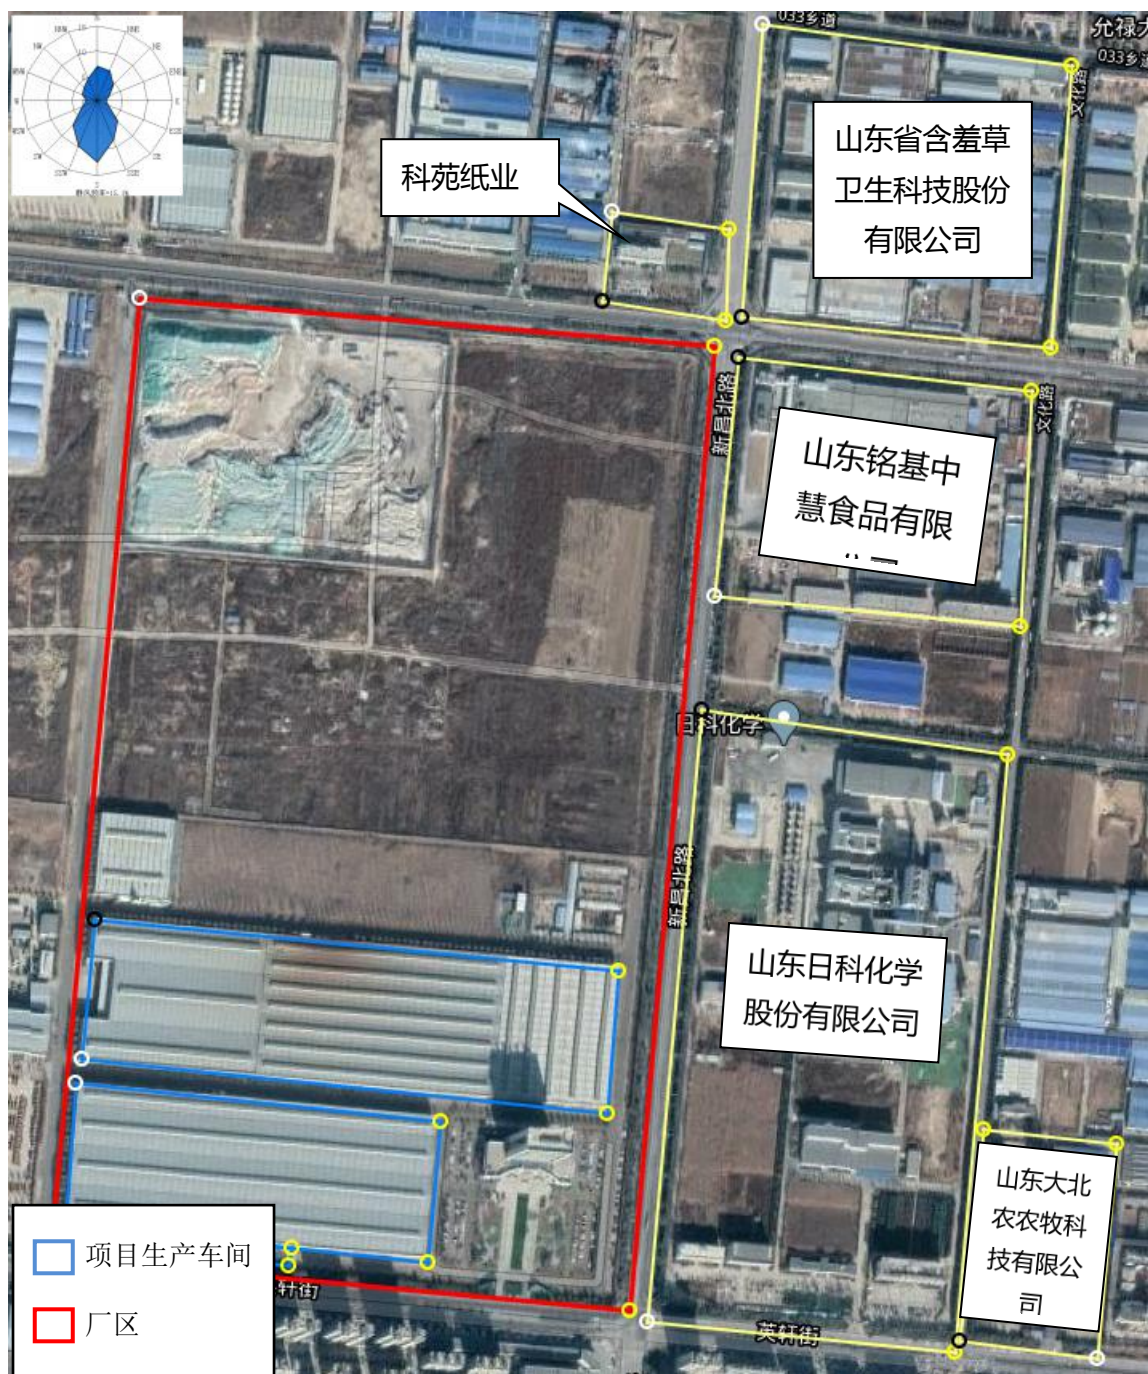 033乡道
允禄大
033乡道
文化路
山东省含羞草
卫生科技股份
有限公司
科苑纸业
新昌北路
文化路
山东铭基中
慧食品有限
日科化学
新昌北路
山东日科化学
股份有限公司
山东大北
农农牧科
技有限公
司
项目生产车间
厂区
轩街
英轩街